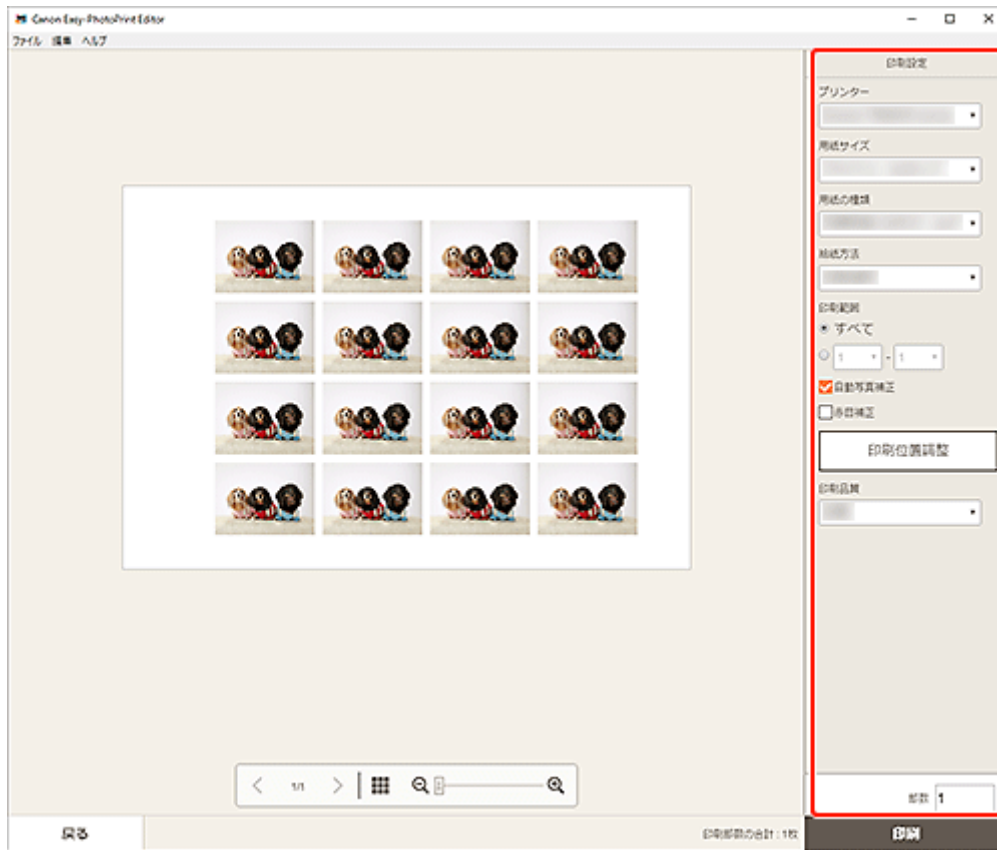 Canon Easy-PhotoPrint Editor
ファイル 編集 ヘルプ
印刷設定
プリンター
用紙サイズ
用紙の種類
給紙方法
印刷範囲
すべて
1 - 1
自動写真補正
赤目補正
印刷位置調整
印刷品質
1/1
部数 1
戻る
印刷部数の合計 : 1枚
印刷